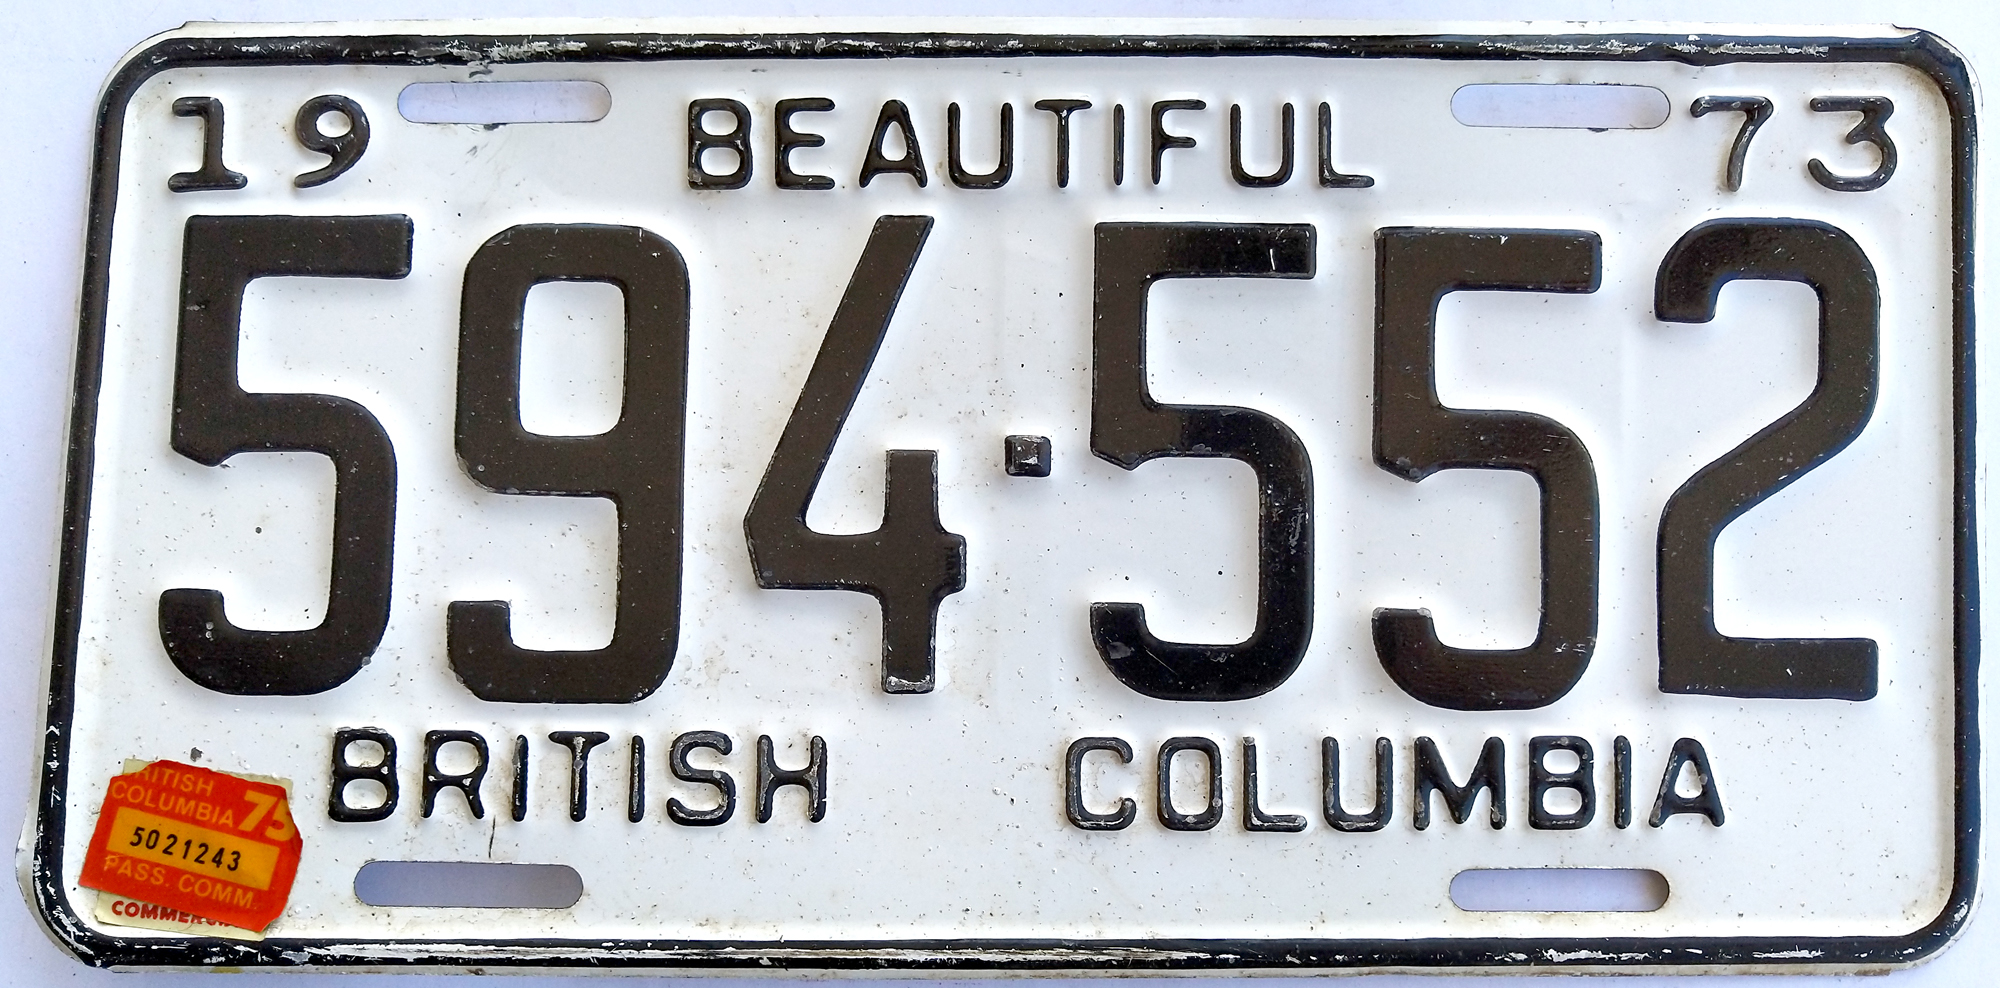 19 BEAUTIFUL 73
594·552
BRITISH COLUMBIA
BRITISH
COLUMBIA 75
5021243
PASS. COMM.